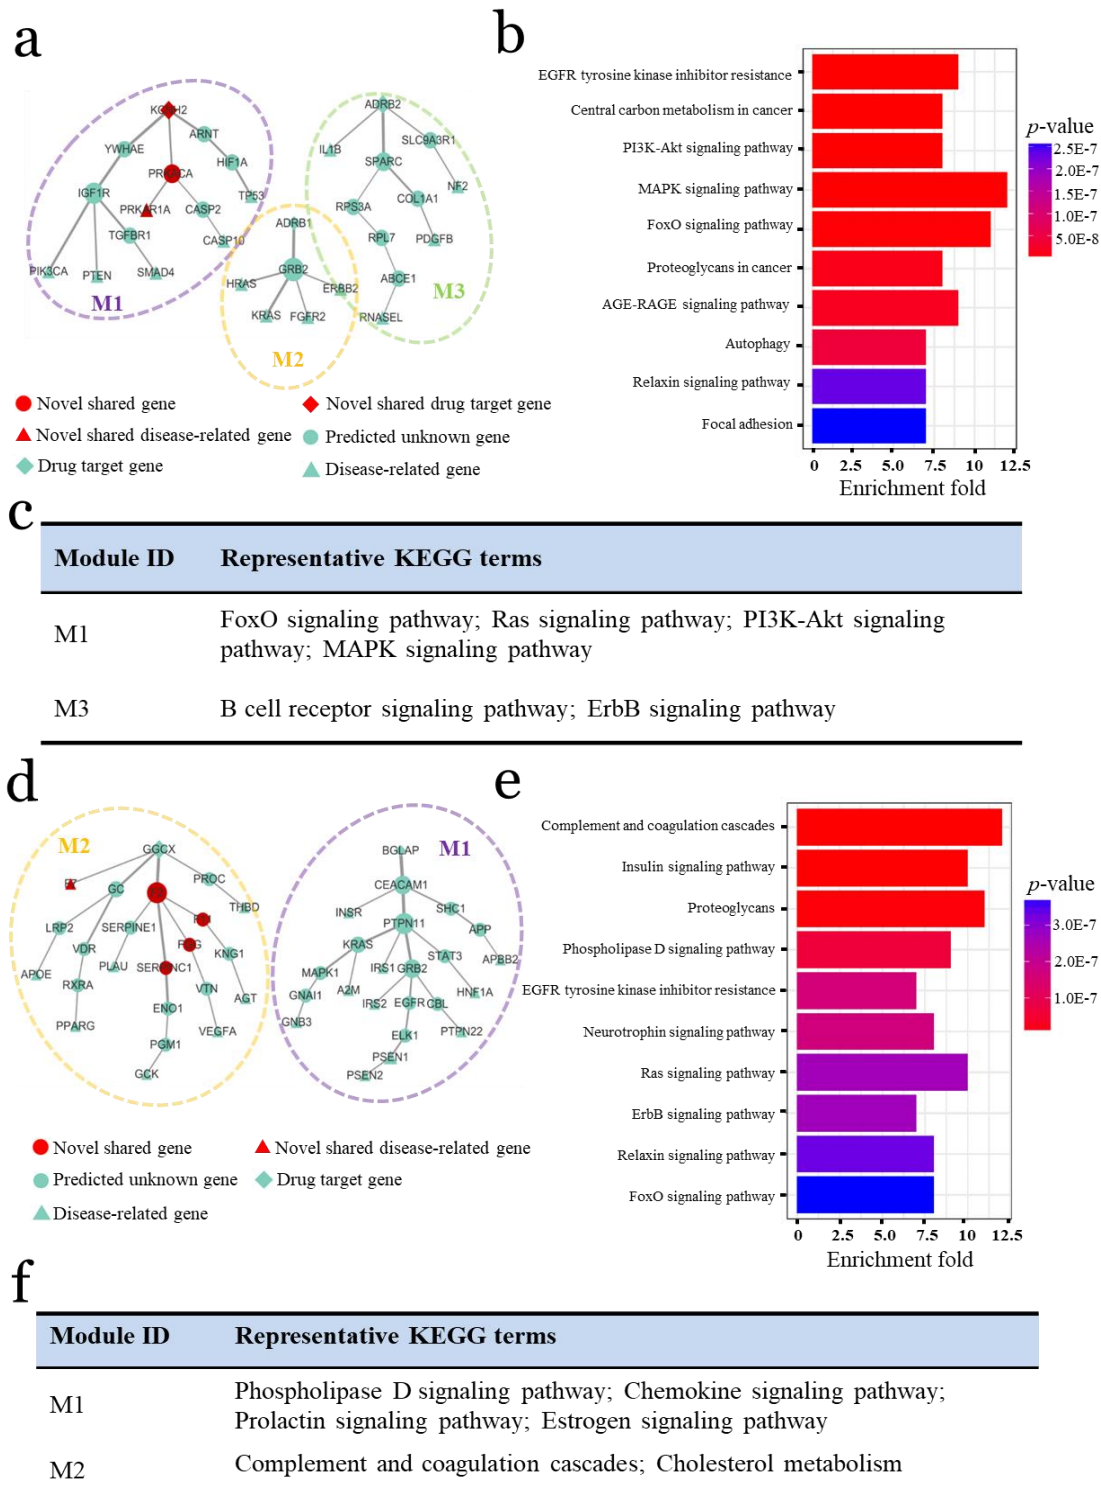 a
KCNH2
ARNT
YWHAE
HIF1A
PRKACA
IGF1R
TP53
PRKAR1A
CASP2
TGFBR1
CASP10
PIK3CA
PTEN
SMAD4
M1
ADRB1
GRB2
HRAS
ERBB2
KRAS
FGFR2
M2
ADRB2
IL1B
SLC9A3R1
SPARC
NF2
COL1A1
RPS3A
RPL7
PDGFB
ABCE1
M3
RNASEL
Novel shared gene
Novel shared drug target gene
Novel shared disease-related gene
Predicted unknown gene
Drug target gene
Disease-related gene
b
EGFR tyrosine kinase inhibitor resistance
Central carbon metabolism in cancer
PI3K-Akt signaling pathway
MAPK signaling pathway
FoxO signaling pathway
Proteoglycans in cancer
AGE-RAGE signaling pathway
Autophagy
Relaxin signaling pathway
Focal adhesion
0 2.5 5.0 7.5 10 12.5
Enrichment fold
p-value
2.5E-7
2.0E-7
1.5E-7
1.0E-7
5.0E-8
c
Module ID Representative KEGG terms
M1 FoxO signaling pathway; Ras signaling pathway; PI3K-Akt signaling
pathway; MAPK signaling pathway
M3 B cell receptor signaling pathway; ErbB signaling pathway
d
M2
GGCX
PROC
GC
THBD
LRP2
SERPINE1
VDR
PLAU
SERPINC1
KNG1
APOE
RXRA
VTN
AGT
ENO1
PPARG
VEGFA
PGM1
GCK
BGLAP
M1
CEACAM1
INSR
SHC1
PTPN11
APP
KRAS
STAT3
APBB2
MAPK1
IRS1
GRB2
GNAI1
A2M
HNF1A
IRS2
EGFR
CBL
GNB3
PTPN22
ELK1
PSEN1
PSEN2
Novel shared gene
Novel shared disease-related gene
Predicted unknown gene
Drug target gene
Disease-related gene
e
Complement and coagulation cascades
Insulin signaling pathway
Proteoglycans
Phospholipase D signaling pathway
EGFR tyrosine kinase inhibitor resistance
Neurotrophin signaling pathway
Ras signaling pathway
ErbB signaling pathway
Relaxin signaling pathway
FoxO signaling pathway
0 2.5 5.0 7.5 10 12.5
Enrichment fold
p-value
3.0E-7
2.0E-7
1.0E-7
f
Module ID Representative KEGG terms
M1 Phospholipase D signaling pathway; Chemokine signaling pathway;
Prolactin signaling pathway; Estrogen signaling pathway
M2 Complement and coagulation cascades; Cholesterol metabolism